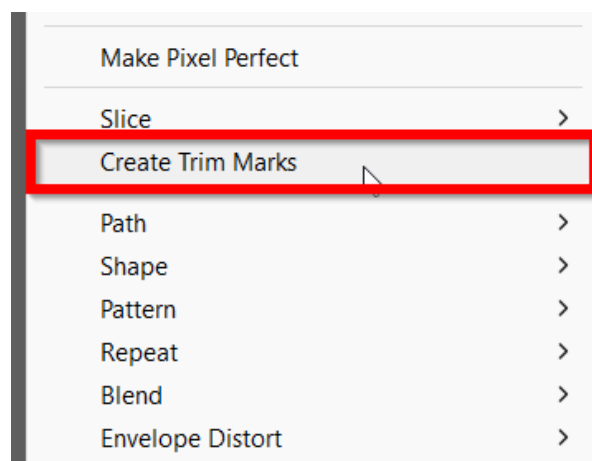 Make Pixel Perfect
Slice
Create Trim Marks
Path
Shape
Pattern
Repeat
Blend
Envelope Distort